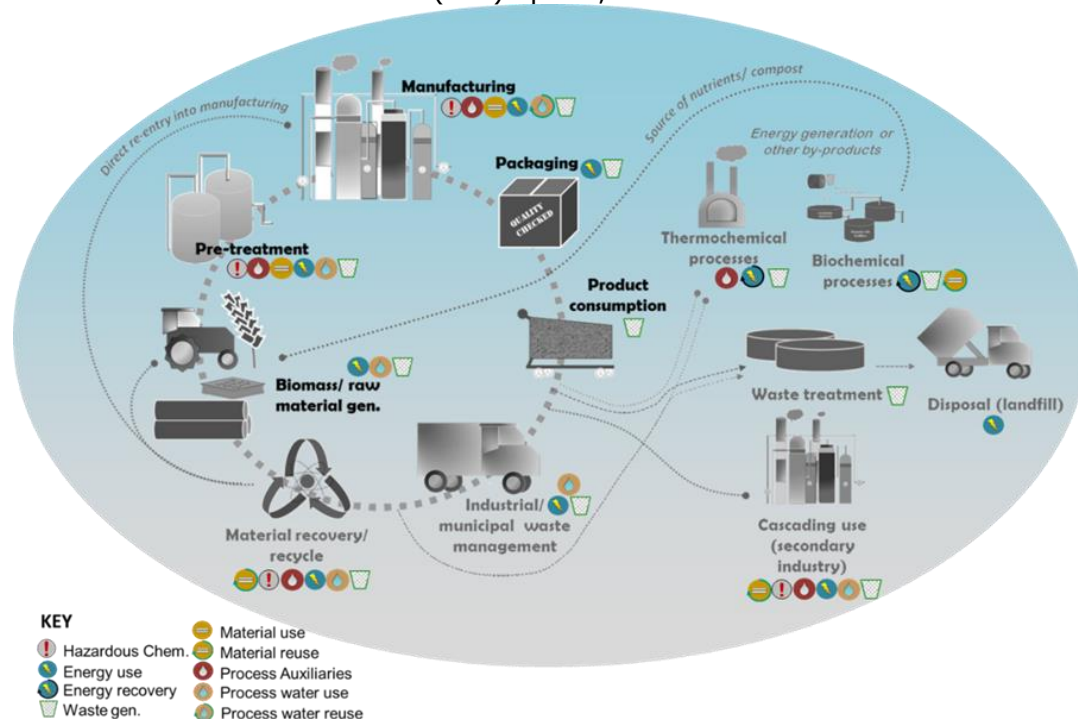 Manufacturing
Direct re-entry into manufacturing
Source of nutrients/ compost
Energy generation or
other by-products
Packaging
QUALITY
CHECKED
Thermochemical
processes
Biochemical
processes
Pre-treatment
Product
consumption
Biomass/ raw
material gen.
Waste treatment
Disposal (landfill)
Industrial/
municipal waste
management
Material recovery/
recycle
Cascading use
(secondary
industry)
KEY
Hazardous Chem.
Energy use
Energy recovery
Waste gen.
Material use
Material reuse
Process Auxiliaries
Process water use
Process water reuse